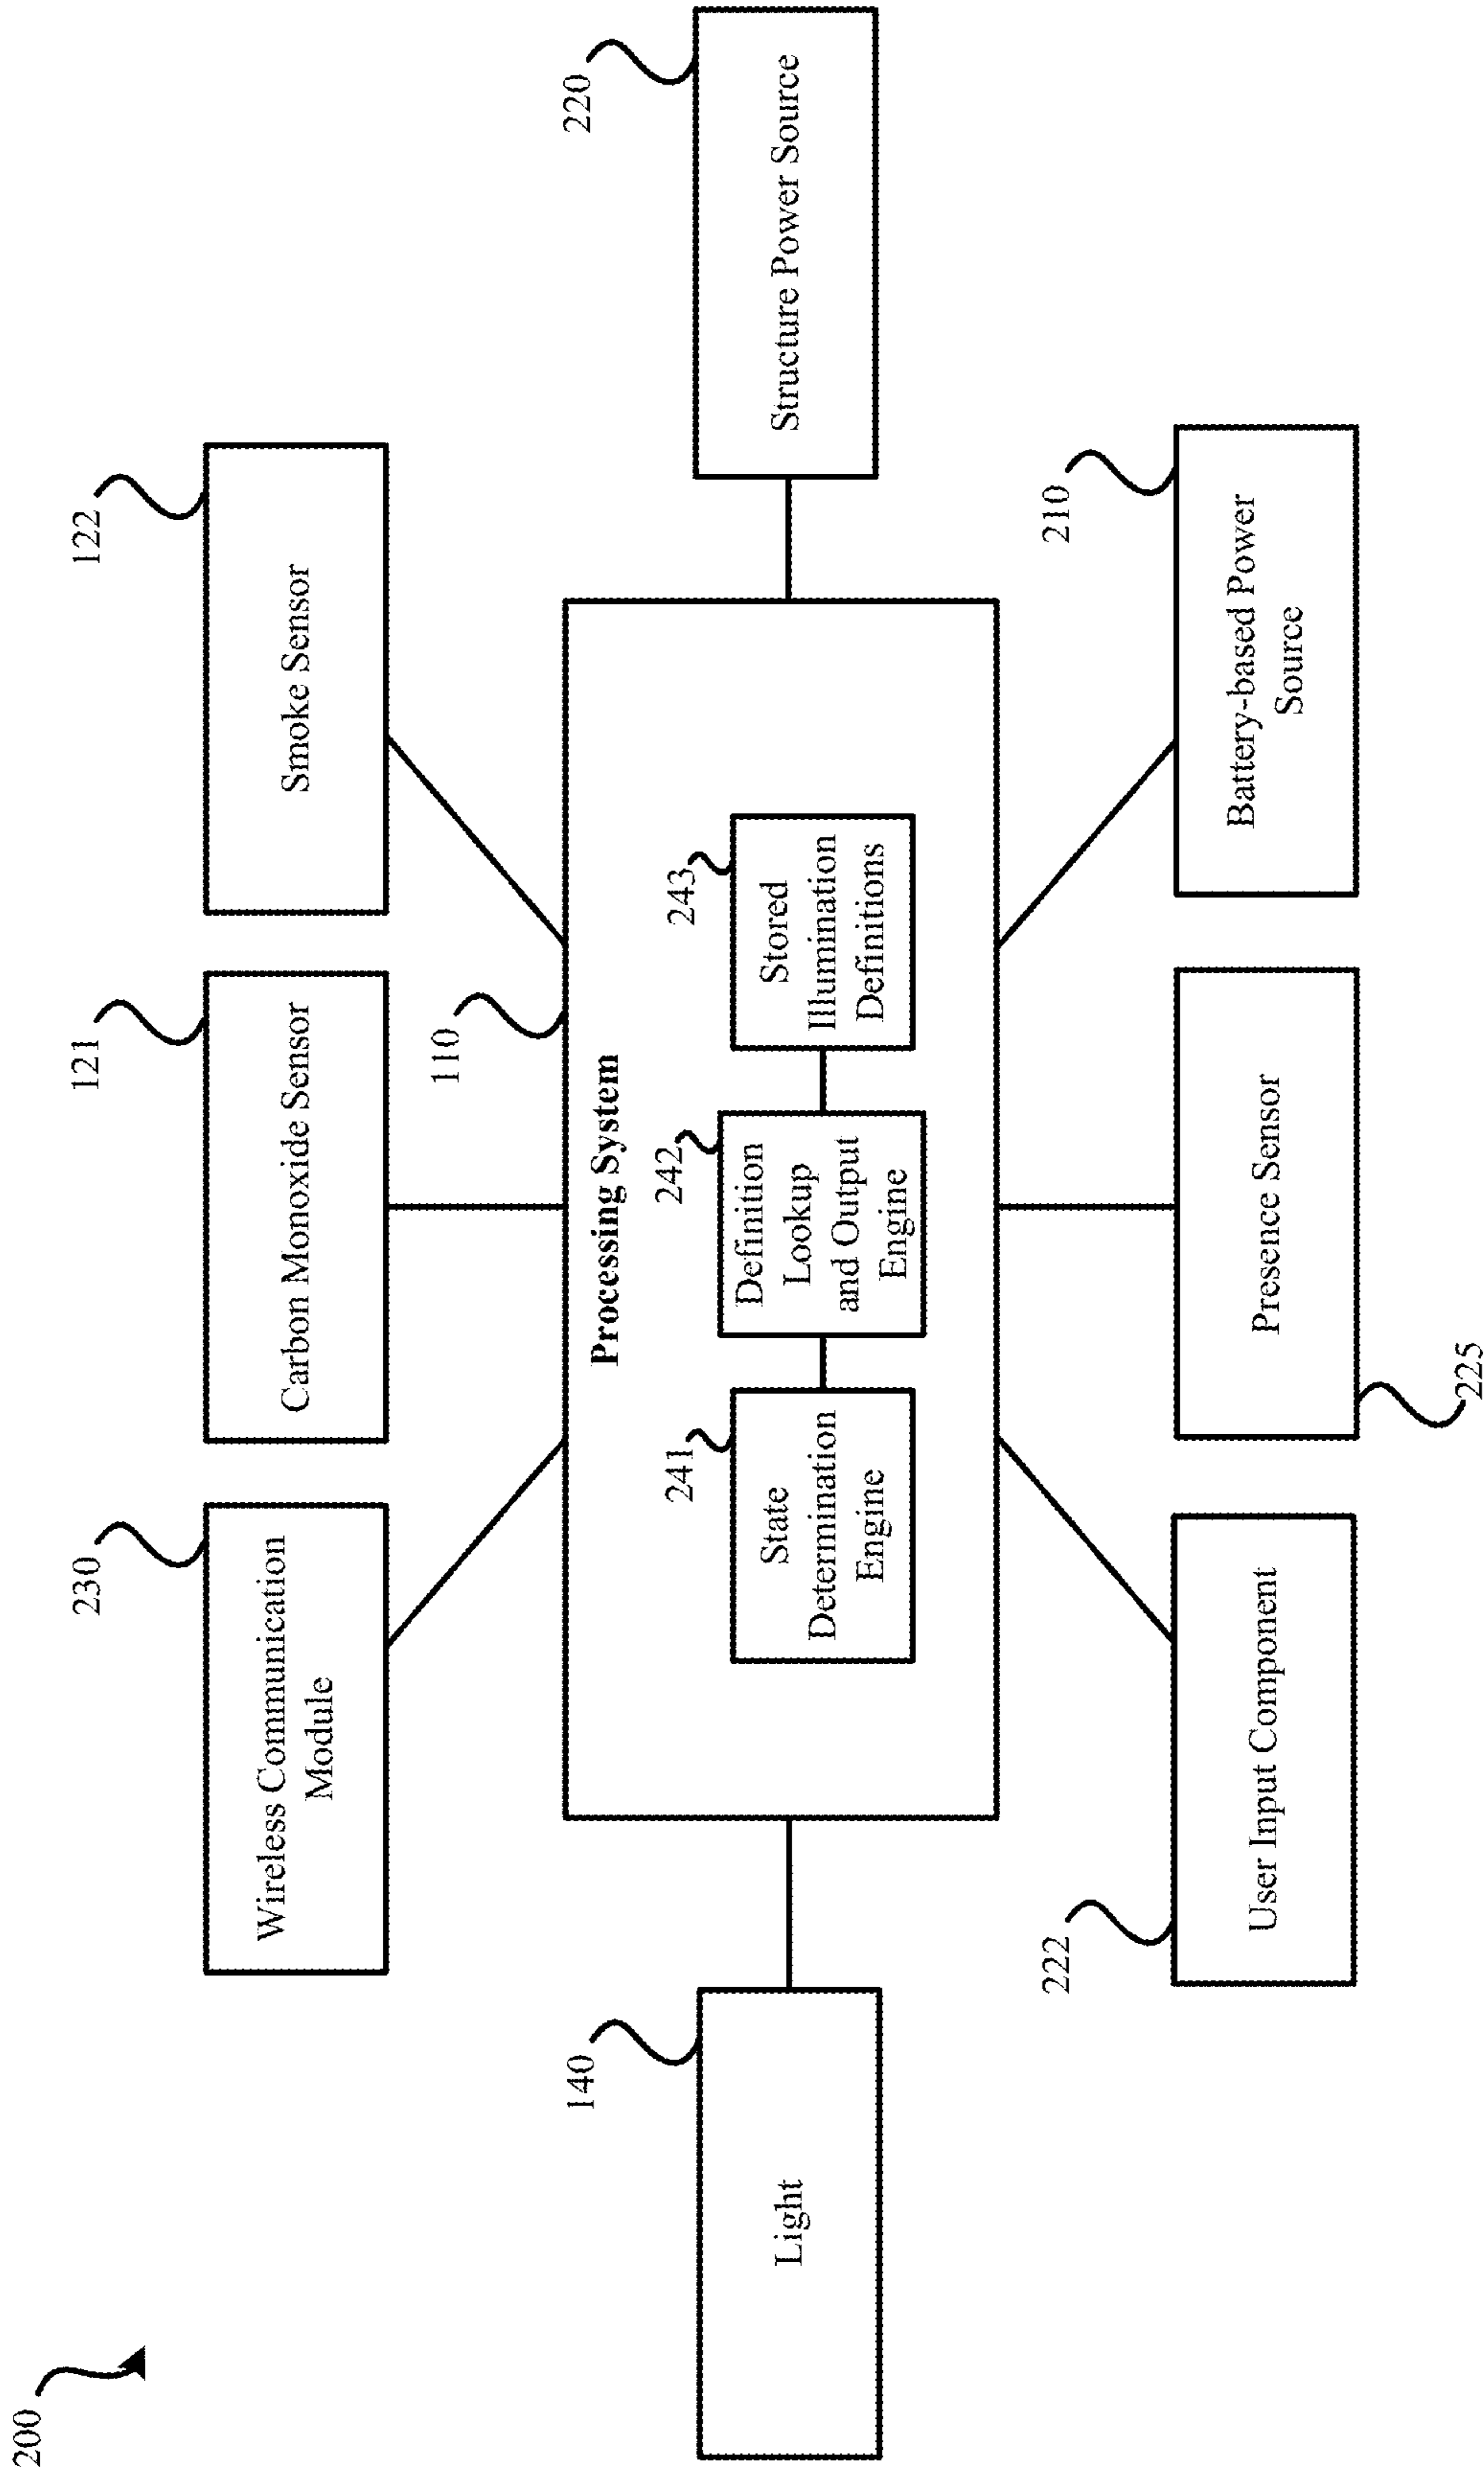 200
230
Wireless Communication
Module
121
Carbon Monoxide Sensor
122
Smoke Sensor
140
Light
110
Processing System
241
State
Determination
Engine
242
Definition
Lookup
and Output
Engine
243
Stored
Illumination
Definitions
220
Structure Power Source
222
User Input Component
225
Presence Sensor
210
Battery-based Power
Source